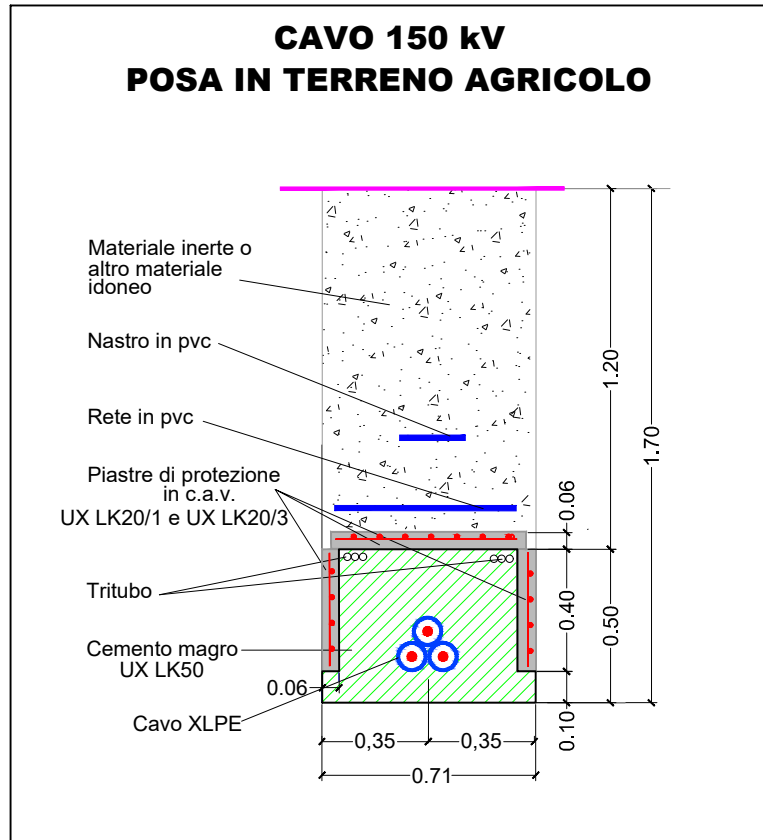 CAVO 150 kV
POSA IN TERRENO AGRICOLO
Materiale inerte o
altro materiale
idoneo
Nastro in pvc
Rete in pvc
Piastre di protezione
in c.a.v.
UX LK20/1 e UX LK20/3
Tritubo
Cemento magro
UX LK50
0.06
Cavo XLPE
0,35
0,35
0.71
1.20
1.70
0.06
0.40
0.50
0.10